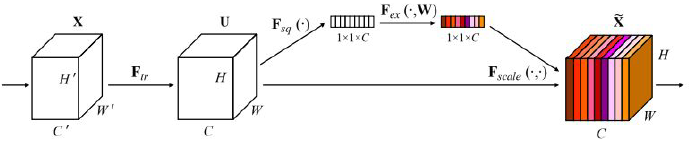 X
U
F_sq (·)
F_ex (·,W)
X̃
1×1×C
1×1×C
H′
F_tr
H
F_scale (·,·)
H
W′
W
W
C′
C
C